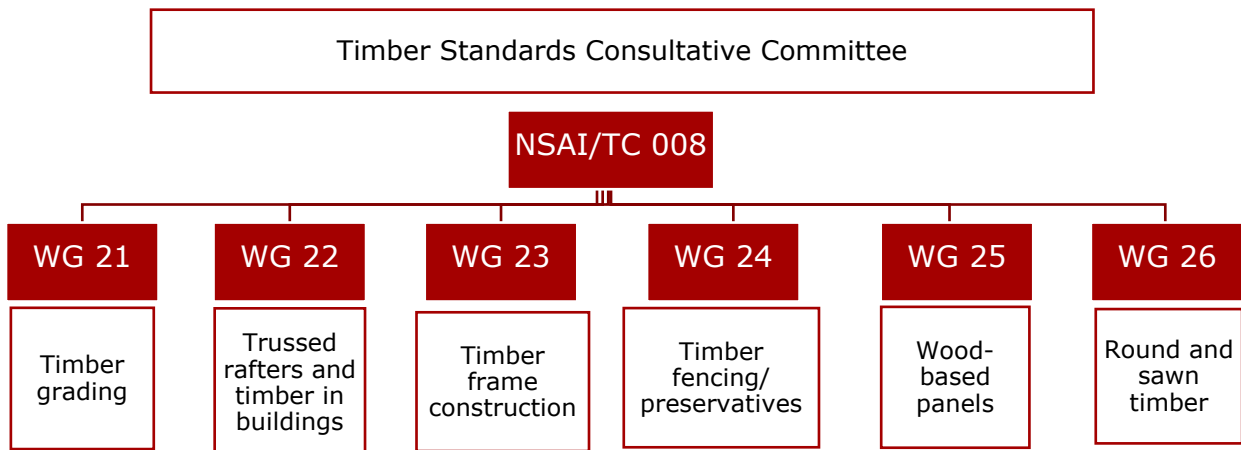 Timber Standards Consultative Committee
NSAI/TC 008
WG 21
WG 22
WG 23
WG 24
WG 25
WG 26
Timber
grading
Trussed
rafters and
timber in
buildings
Timber
frame
construction
Timber
fencing/
preservatives
Wood-
based
panels
Round and
sawn
timber